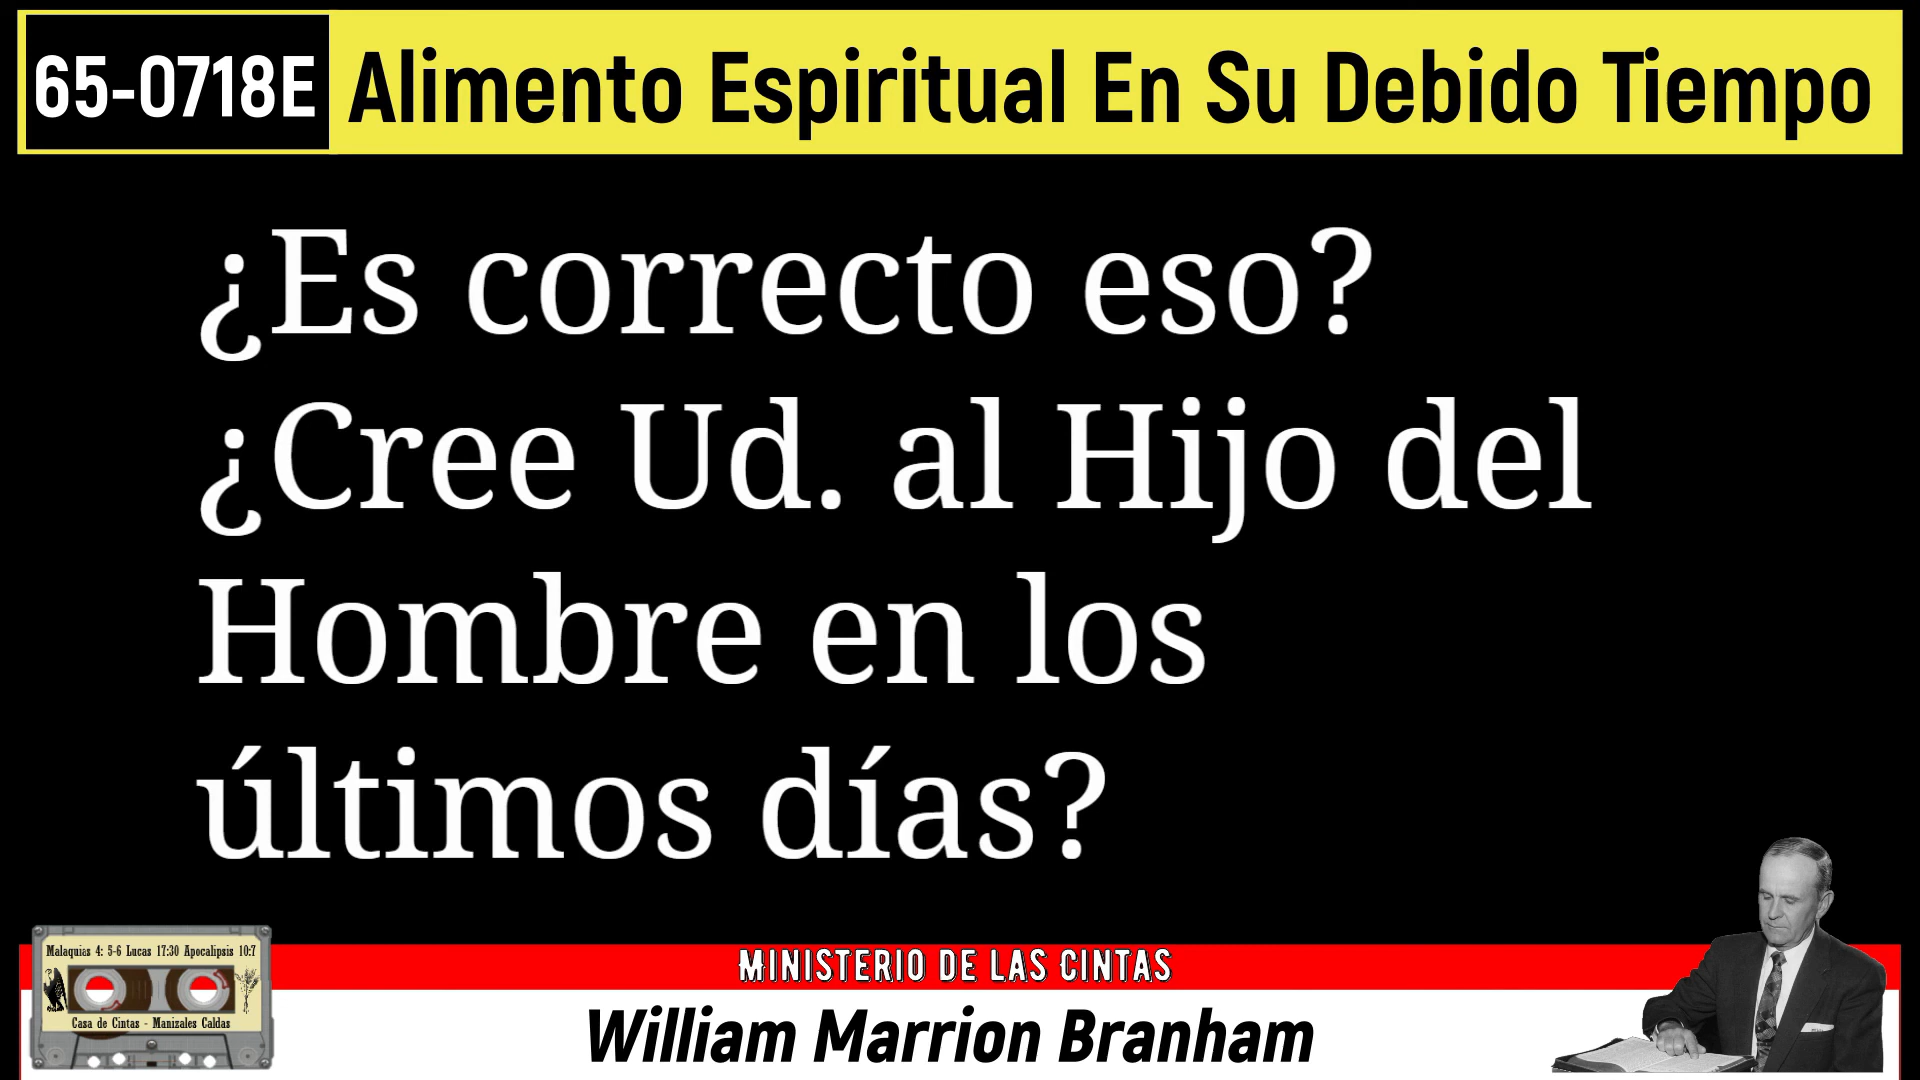 65-0718E Alimento Espiritual En Su Debido Tiempo
¿Es correcto eso?
¿Cree Ud. al Hijo del
Hombre en los
últimos días?
Malaquias 4: 5-6 Lucas 17:30 Apocalipsis 10:7
Casa de Cintas - Manizales Caldas
MINISTERIO DE LAS CINTAS
William Marrion Branham